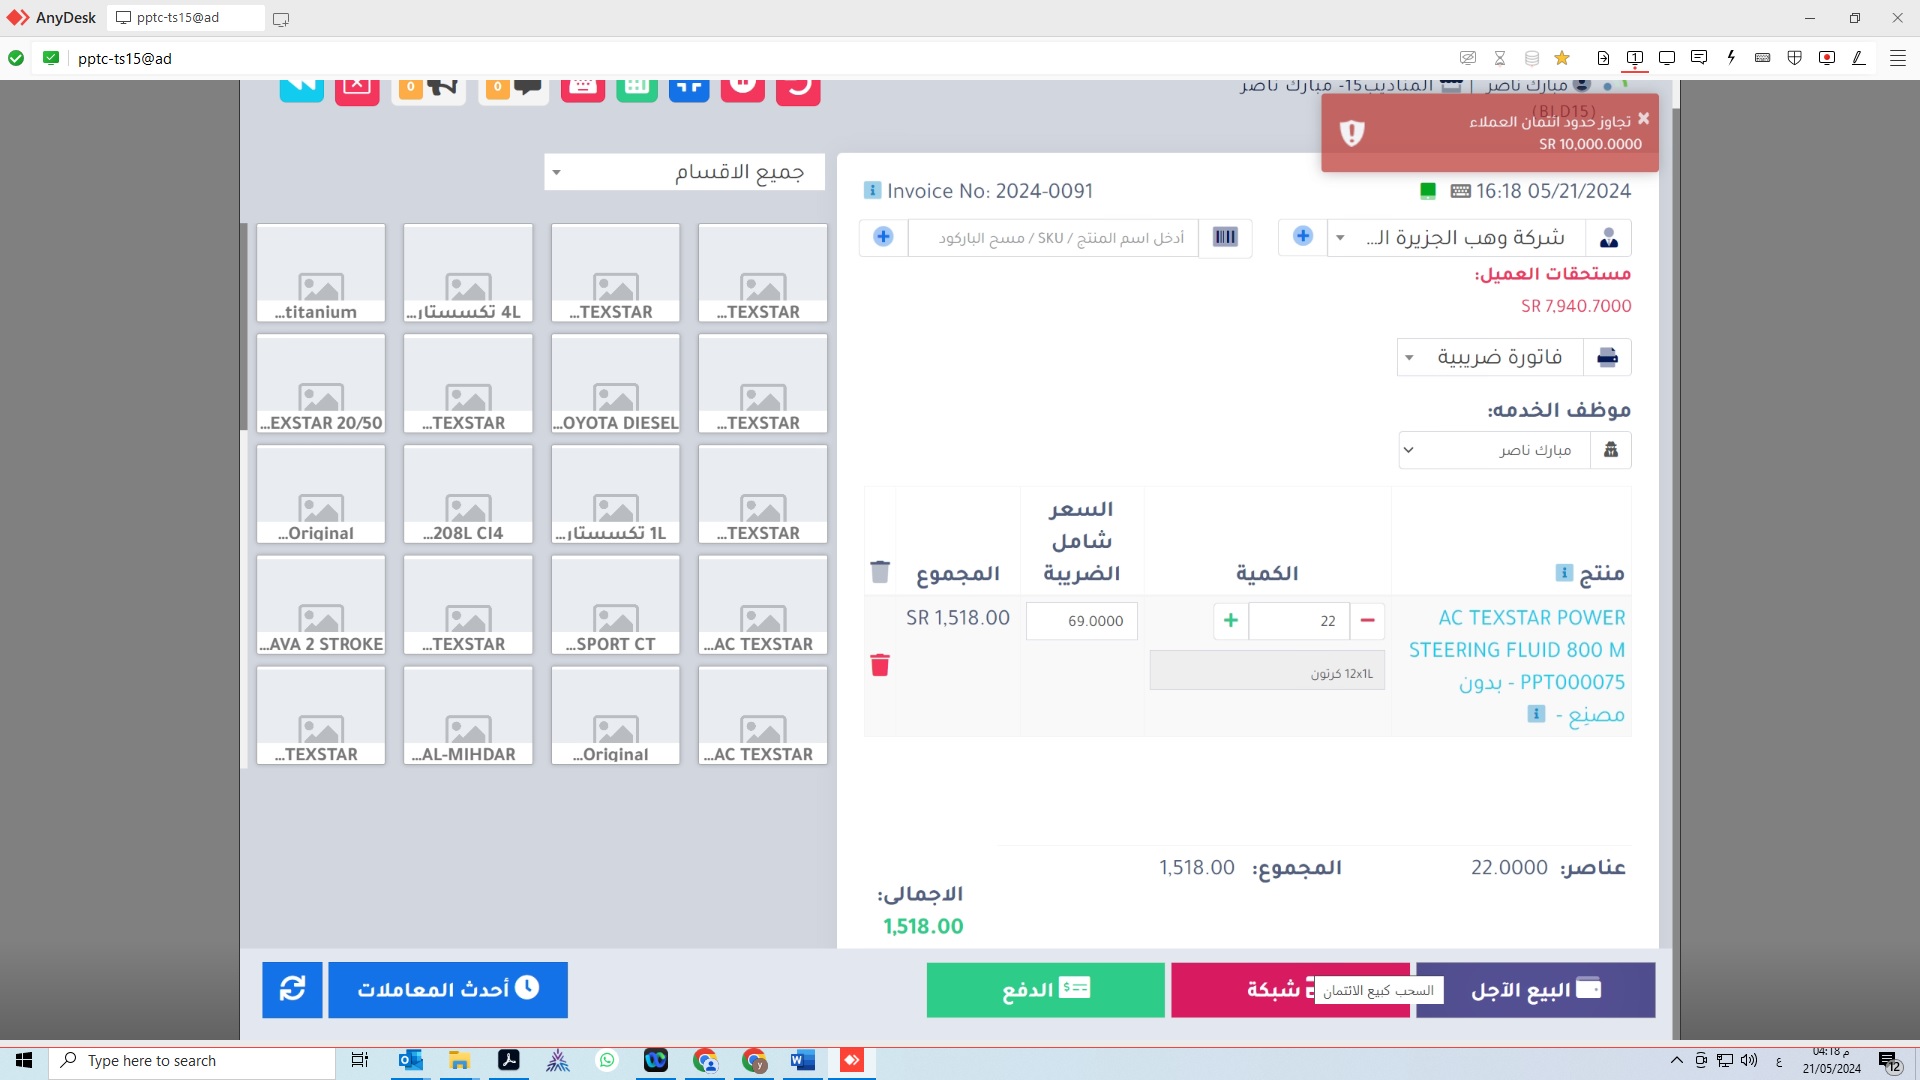 AnyDesk
pptc-ts15@ad
pptc-ts15@ad
0
0
المناديب15- مبارك ناصر | مبارك ناصر
(BLD15)
تجاوز حدود ائتمان العملاء ×
SR 10,000.0000
جميع الاقسام
Invoice No: 2024-0091
16:18 05/21/2024
أدخل اسم المنتج / SKU / مسح الباركود
شركة وهب الجزيرة الـ...
مستحقات العميل:
SR 7,940.7000
فاتورة ضريبية
موظف الخدمه:
مبارك ناصر
...titanium
4L تكسستار...
...TEXSTAR
...TEXSTAR
...EXSTAR 20/50
...TEXSTAR
...OYOTA DIESEL
...TEXSTAR
...Original
...208L CI4
1L تكسستار...
...TEXSTAR
...AVA 2 STROKE
...TEXSTAR
...SPORT CT
...AC TEXSTAR
...TEXSTAR
...AL-MIHDAR
...Original
...AC TEXSTAR
منتج
الكمية
السعر
شامل
الضريبة
المجموع
AC TEXSTAR POWER
STEERING FLUID 800 M
PPT000075 - بدون
مصنِع -
22
12x1L كرتون
69.0000
SR 1,518.00
عناصر: 22.0000
المجموع: 1,518.00
الاجمالى:
1,518.00
البيع الآجل
السحب كبيع الائتمان
شبكة
الدفع
أحدث المعاملات
Type here to search
ع
04:18 م
21/05/2024
12